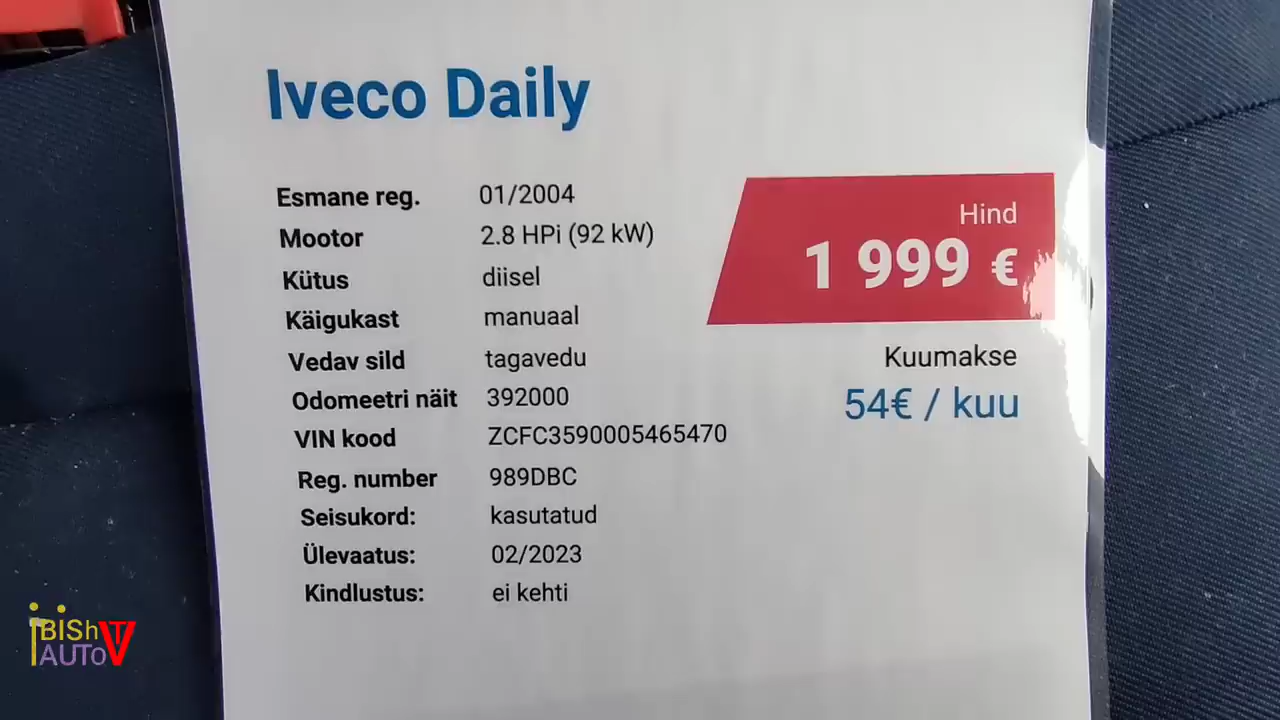 Iveco Daily
Esmane reg. 01/2004
Mootor 2.8 HPi (92 kW)
Kütus diisel
Käigukast manuaal
Vedav sild tagavedu
Odomeetri näit 392000
VIN kood ZCFC3590005465470
Reg. number 989DBC
Seisukord: kasutatud
Ülevaatus: 02/2023
Kindlustus: ei kehti
Hind
1 999 €
Kuumakse
54€ / kuu
iBISh TV
AUTo